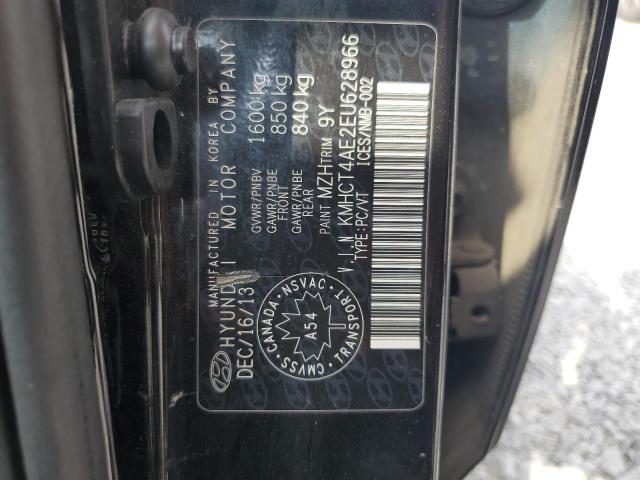 MANUFACTURED IN KOREA BY
HYUNDAI MOTOR COMPANY
DEC/16/13
GVWR/PNBV 1600 kg
GAWR/PNBE FRONT 850 kg
GAWR/PNBE REAR 840 kg
PAINT MZH TRIM 9Y
V.I.N KMHCT4AE2EU628966
TYPE:PC/VT ICES/NMB-002
CANADA NSVAC
A54
CMVSS TRANSPORT